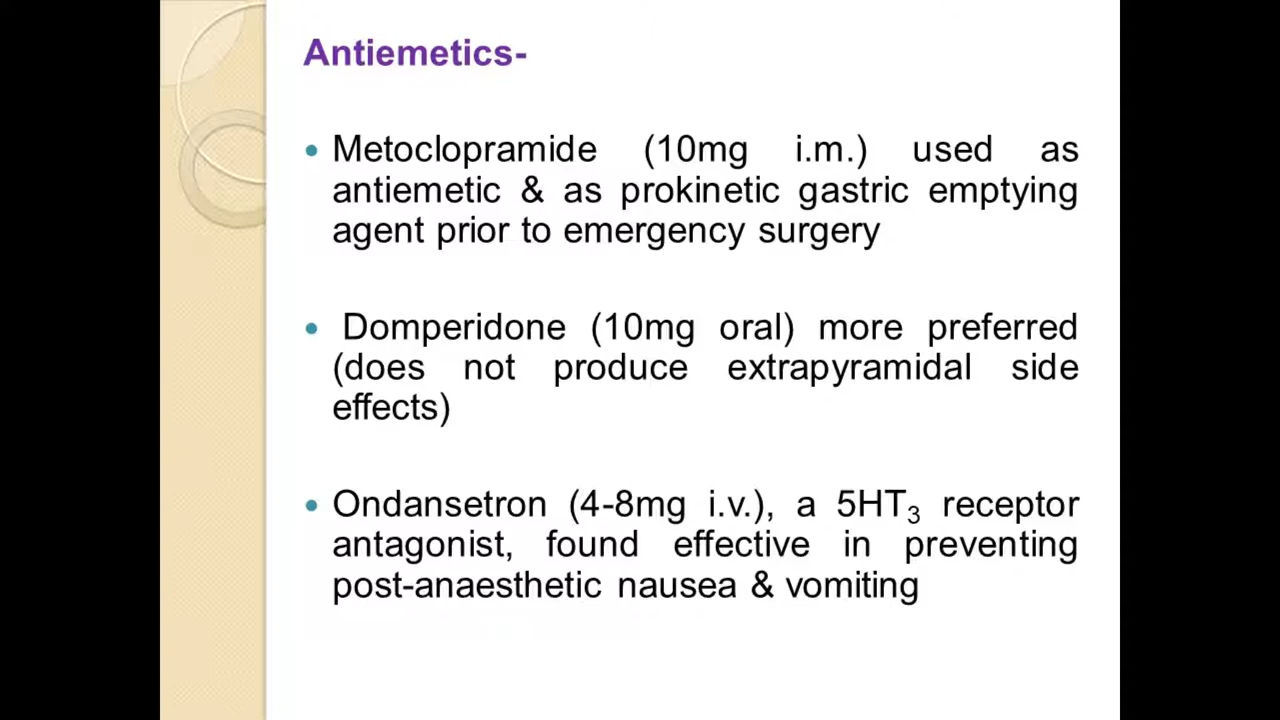 Antiemetics-
• Metoclopramide (10mg i.m.) used as
antiemetic & as prokinetic gastric emptying
agent prior to emergency surgery
• Domperidone (10mg oral) more preferred
(does not produce extrapyramidal side
effects)
• Ondansetron (4-8mg i.v.), a 5HT₃ receptor
antagonist, found effective in preventing
post-anaesthetic nausea & vomiting